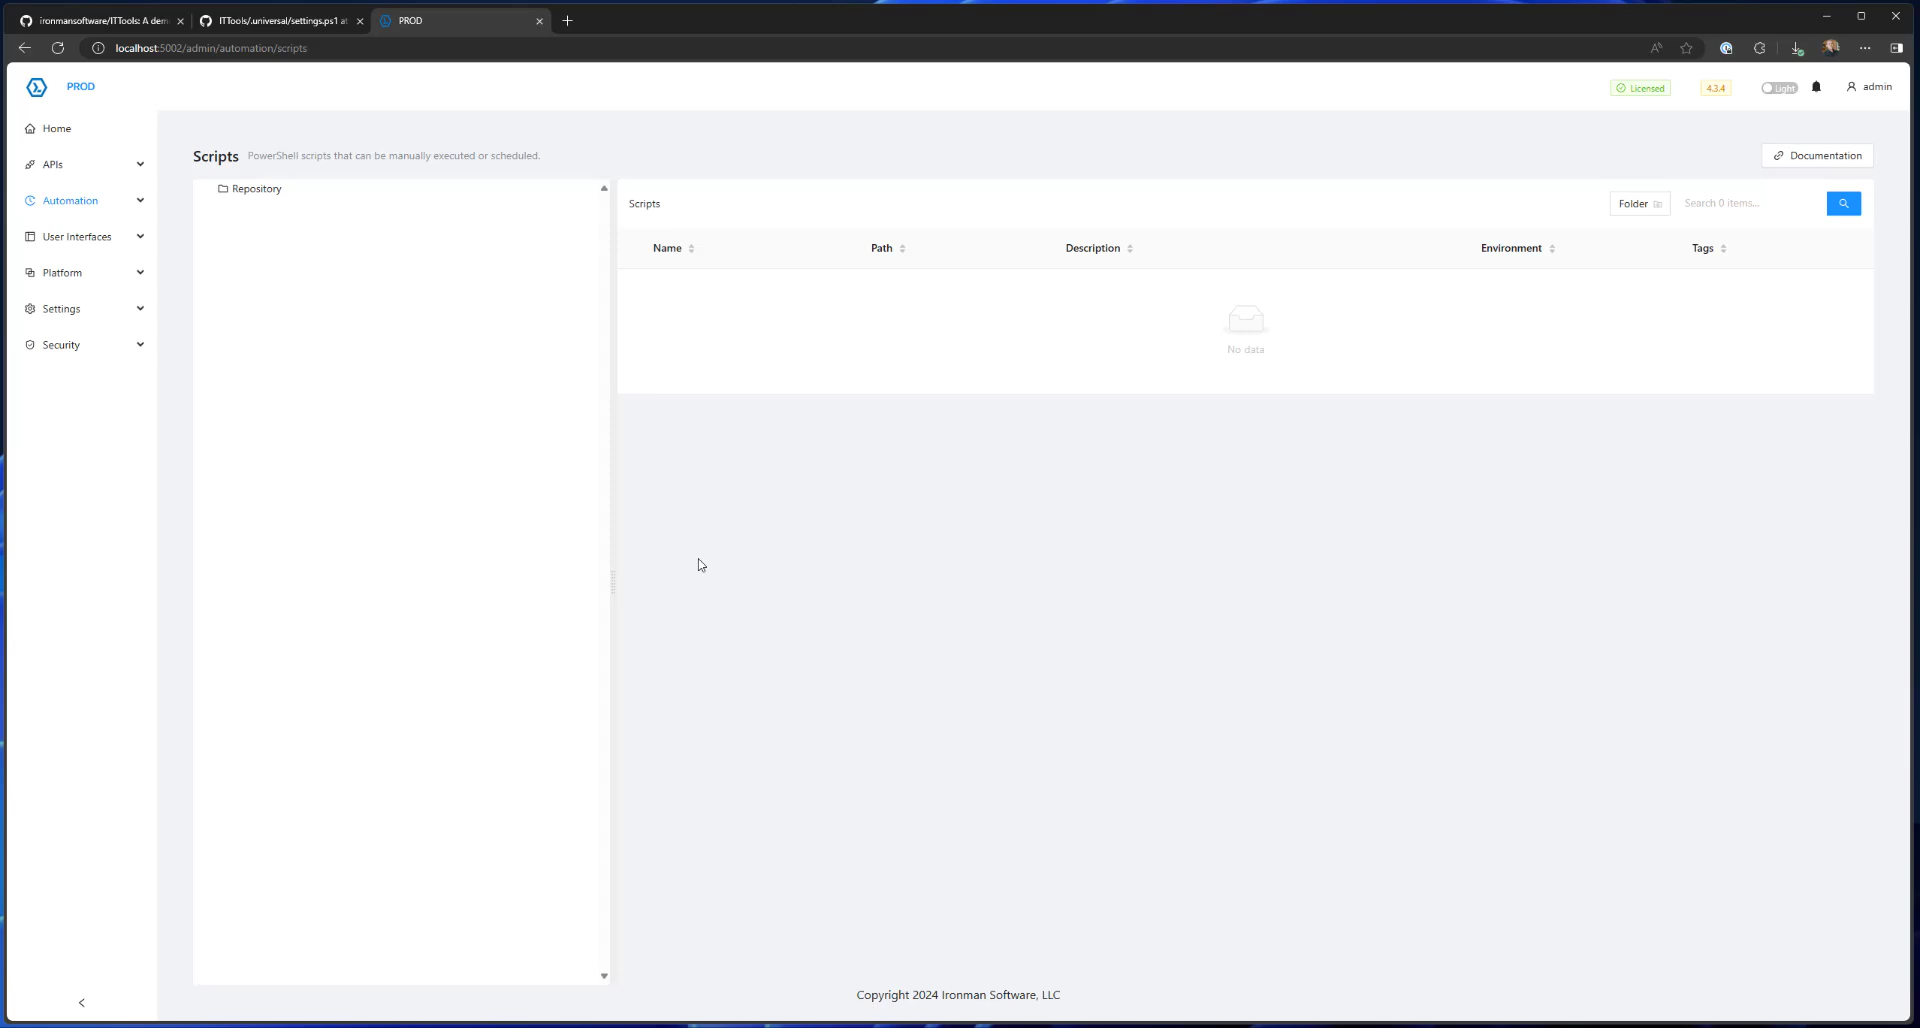 ironmansoftware/ITTools: A dem
ITTools/.universal/settings.ps1 at
PROD
localhost:5002/admin/automation/scripts
PROD
Licensed
4.3.4
Light
admin
Home
APIs
Automation
User Interfaces
Platform
Settings
Security
Scripts PowerShell scripts that can be manually executed or scheduled.
Documentation
Repository
Scripts
Folder
Search 0 items...
Name Path Description Environment Tags
No data
Copyright 2024 Ironman Software, LLC